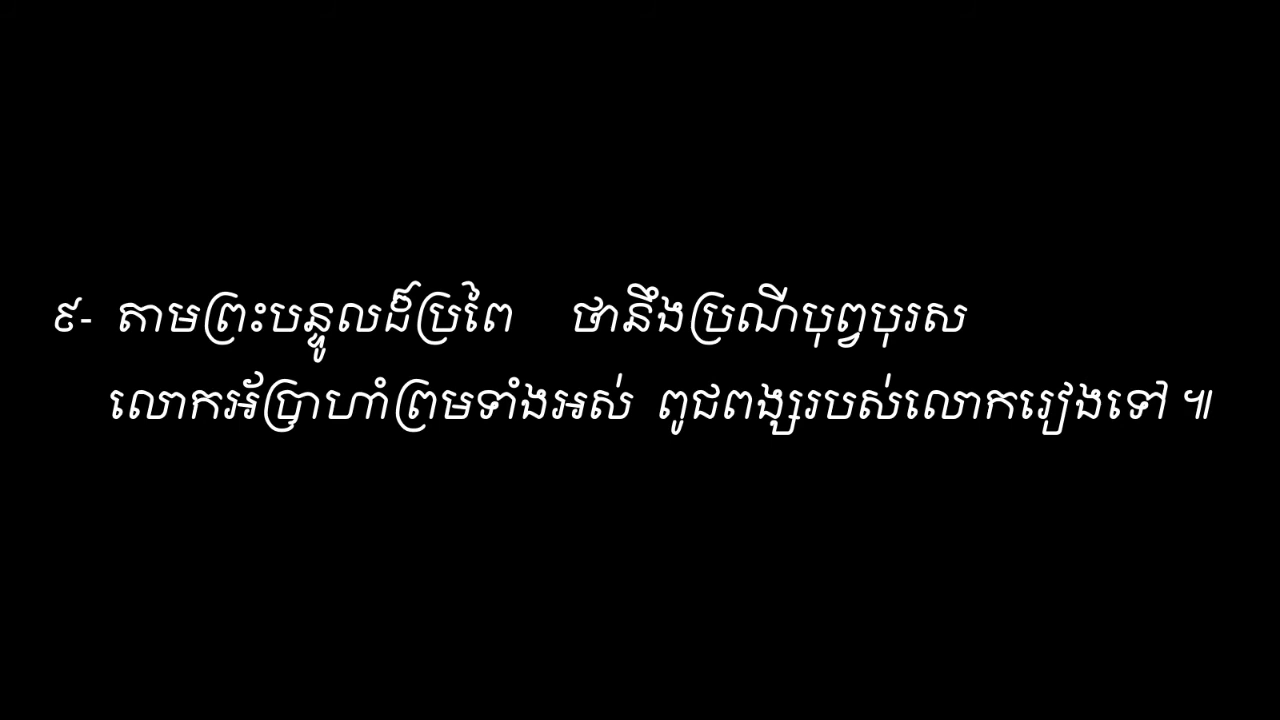 ៩- តាមព្រះបន្ទូលដ៏ប្រពៃ ថានឹងប្រណីបុព្វបុរស
លោកអ័ប្រាហាំព្រមទាំងអស់ ពូជពង្សរបស់លោករៀងទៅ ៕